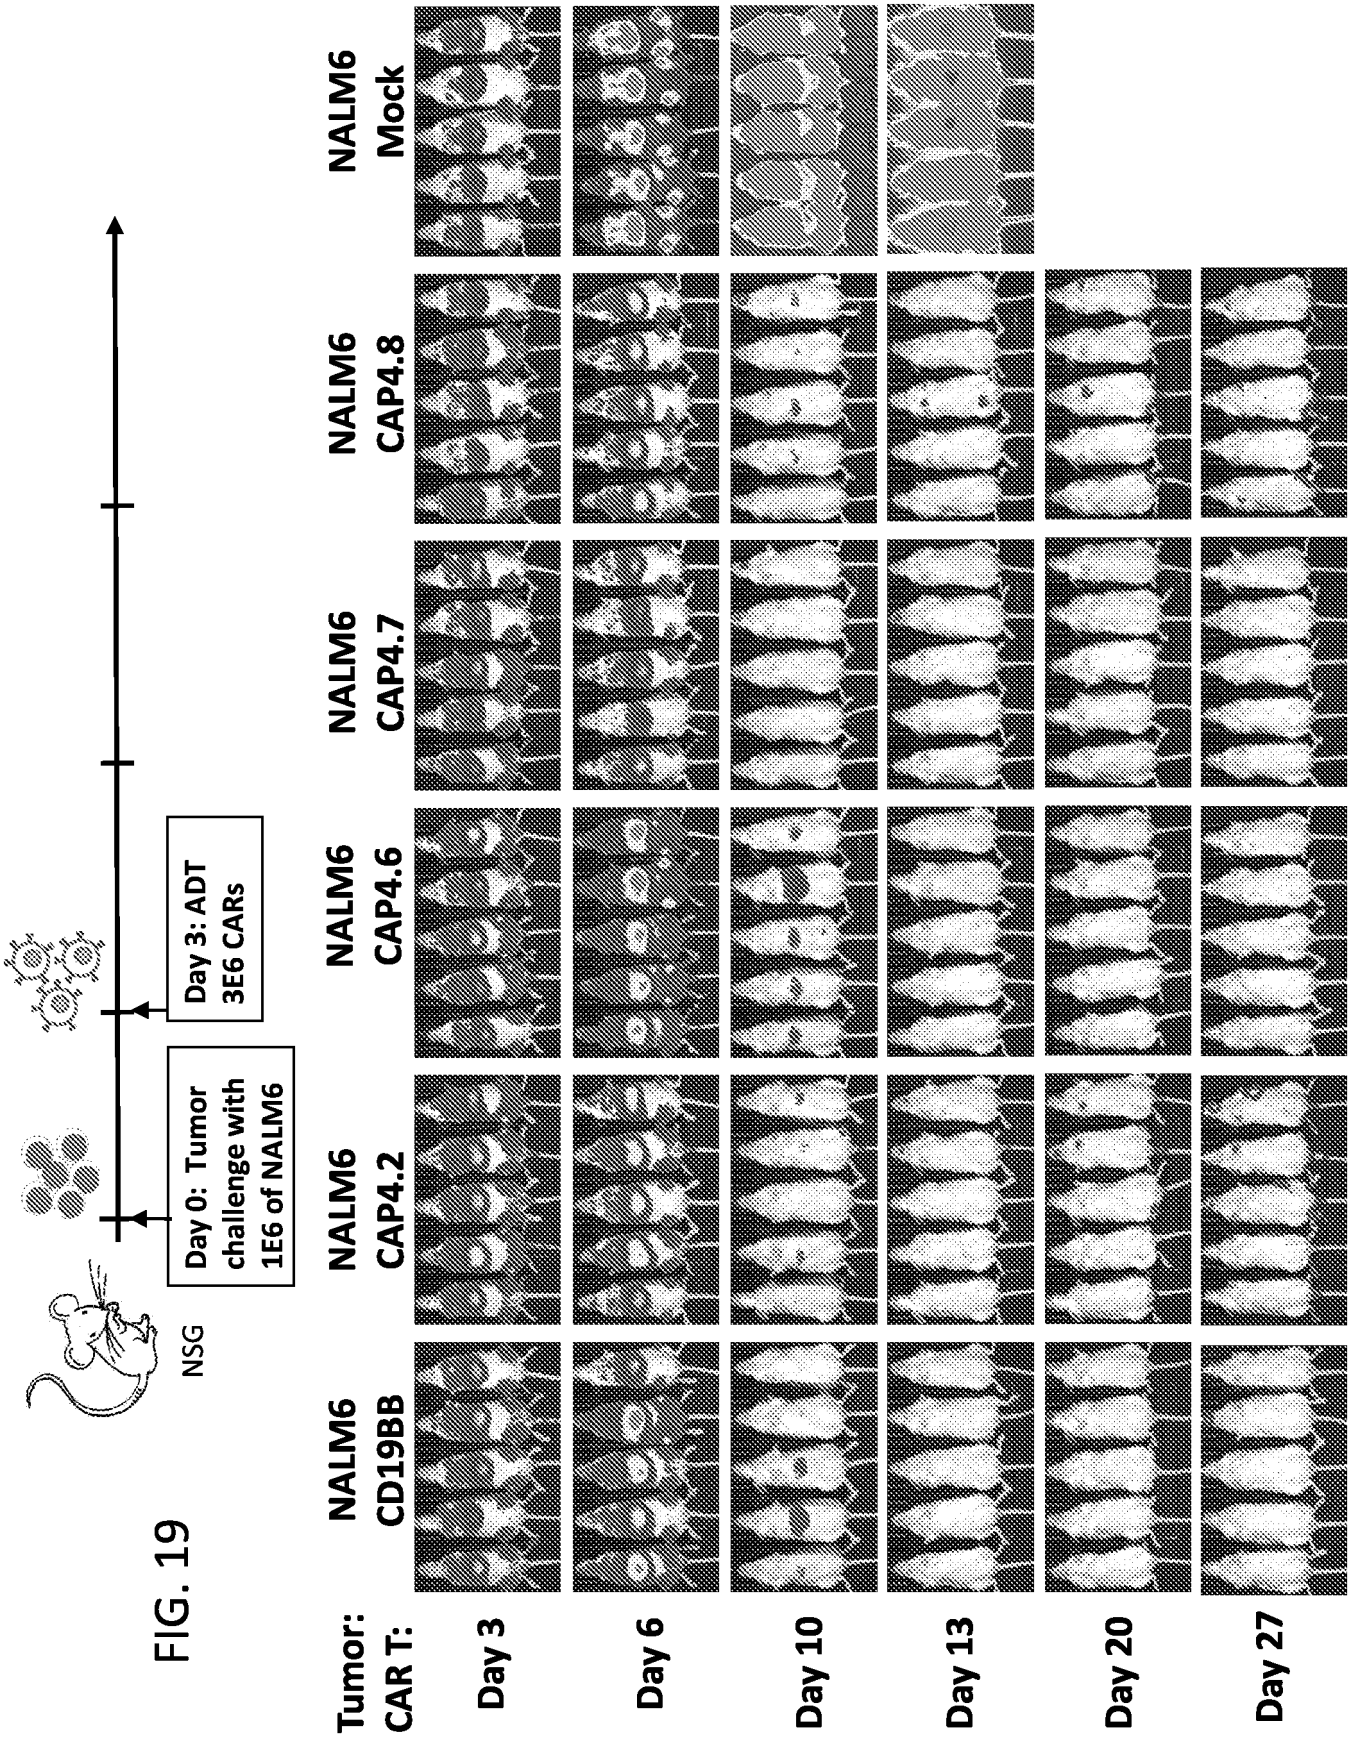 FIG. 19
NSG
Day 0: Tumor
challenge with
1E6 of NALM6
Day 3: ADT
3E6 CARs
Tumor:
CAR T:
NALM6
CD19BB
NALM6
CAP4.2
NALM6
CAP4.6
NALM6
CAP4.7
NALM6
CAP4.8
NALM6
Mock
Day 3
Day 6
Day 10
Day 13
Day 20
Day 27